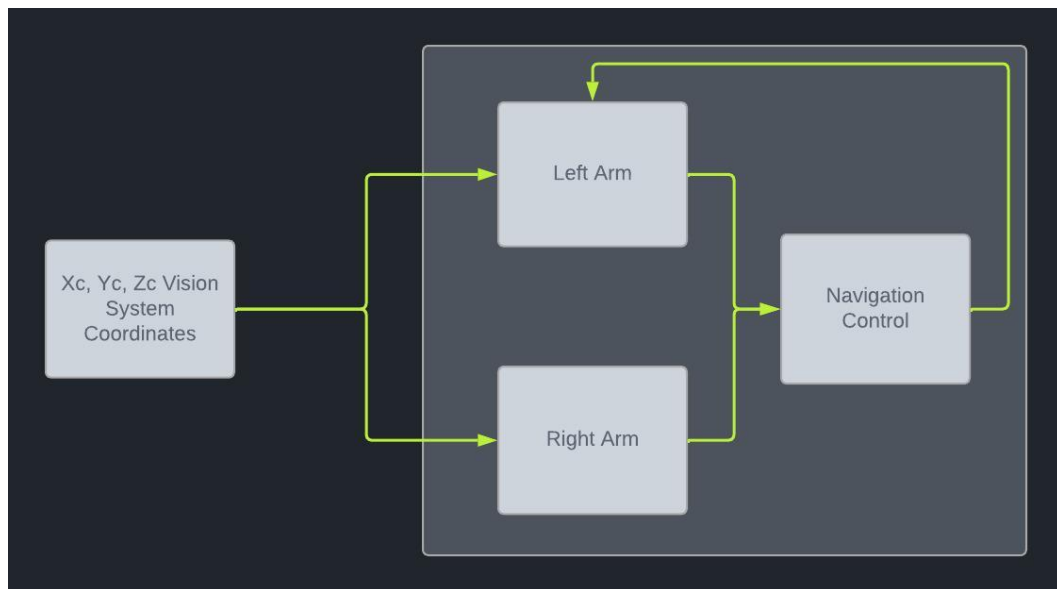 Xc, Yc, Zc Vision
System
Coordinates
Left Arm
Right Arm
Navigation
Control